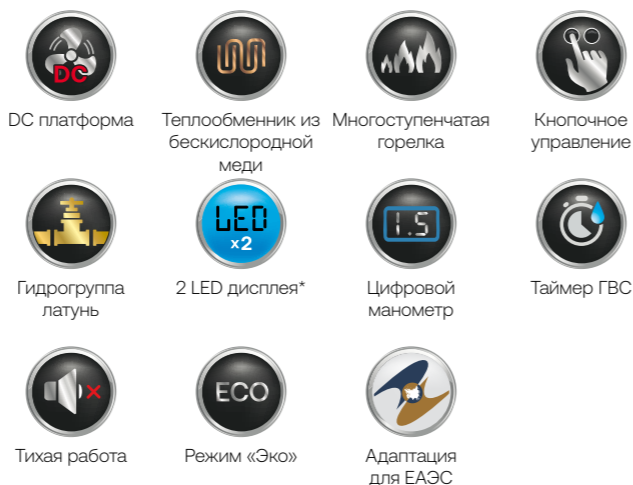 DC
DC платформа
Теплообменник из
бескислородной
меди
Многоступенчатая
горелка
Кнопочное
управление
LED
x2
1.5
Гидрогруппа
латунь
2 LED дисплея*
Цифровой
манометр
Таймер ГВС
ECO
Тихая работа
Режим «Эко»
Адаптация
для ЕАЭС